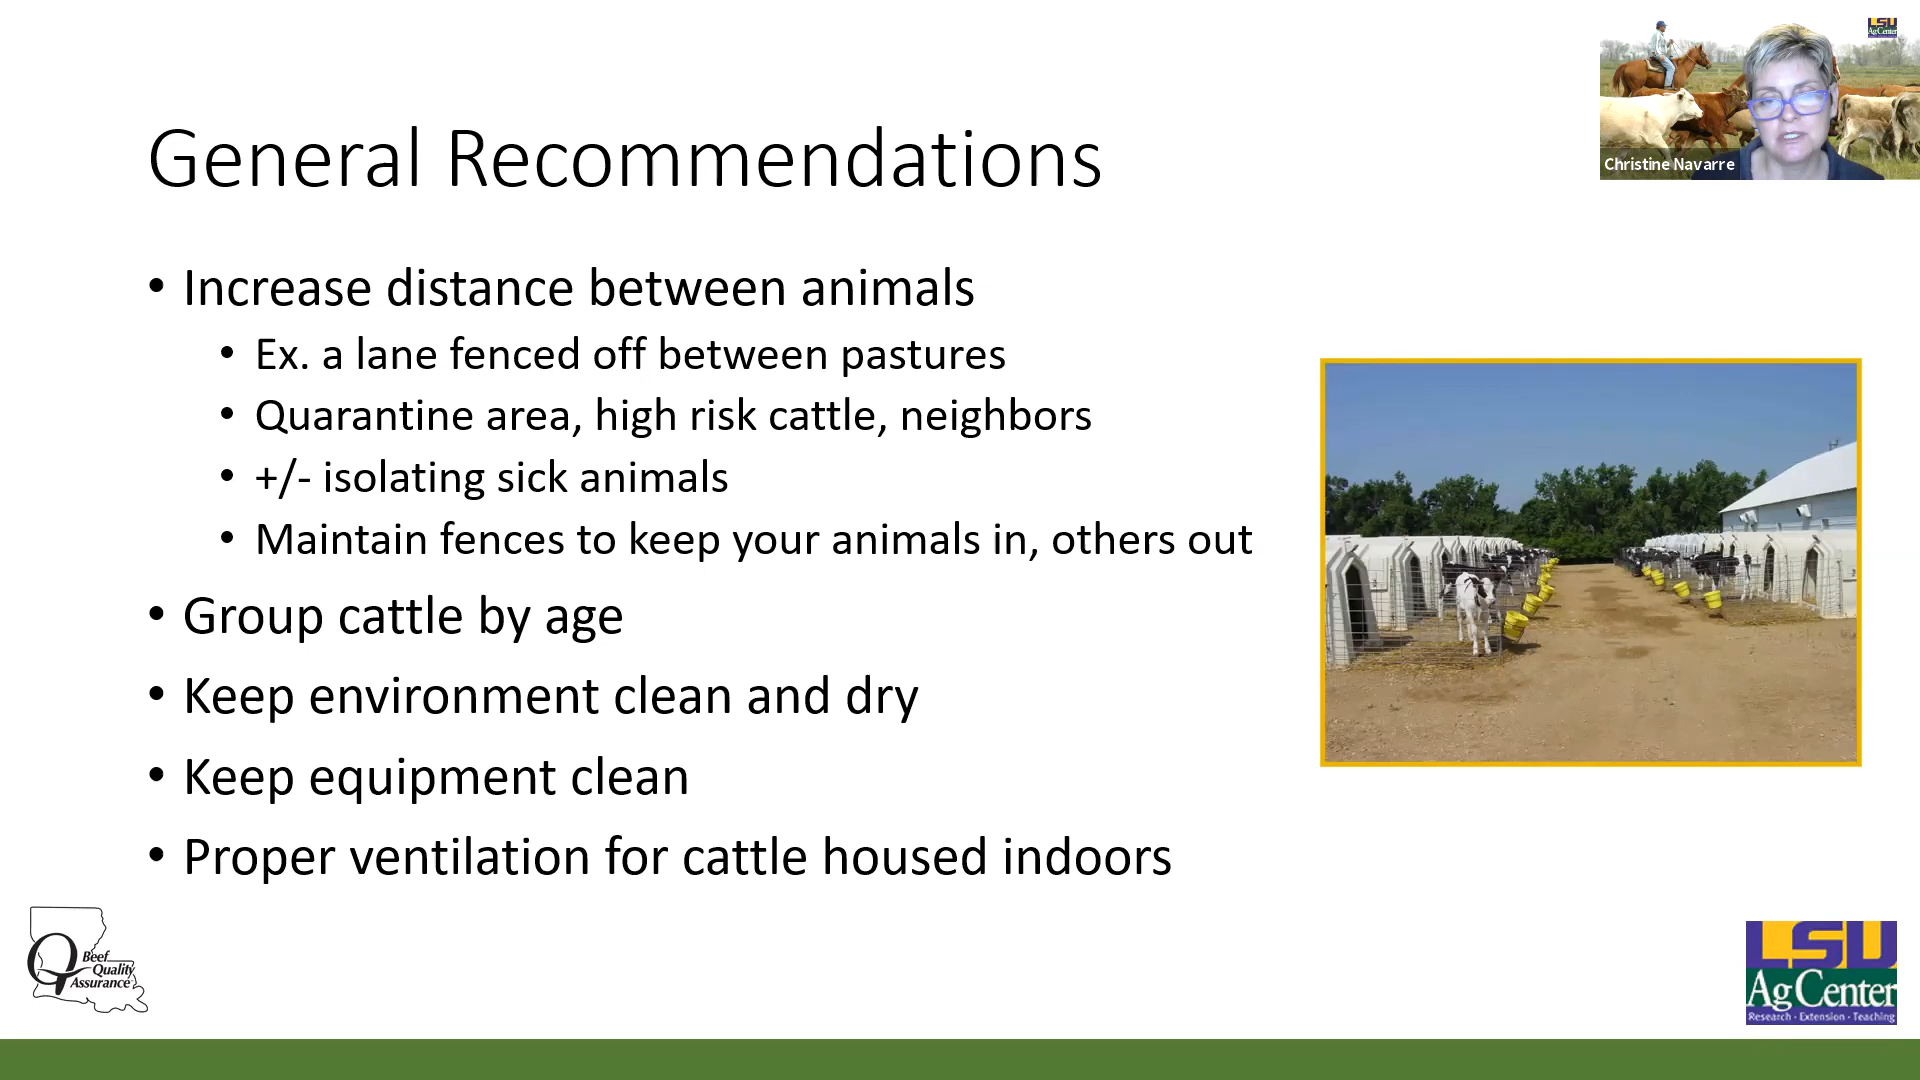 LSU
AgCenter
Christine Navarre
General Recommendations
• Increase distance between animals
• Ex. a lane fenced off between pastures
• Quarantine area, high risk cattle, neighbors
• +/- isolating sick animals
• Maintain fences to keep your animals in, others out
• Group cattle by age
• Keep environment clean and dry
• Keep equipment clean
• Proper ventilation for cattle housed indoors
Q Beef
Quality
Assurance
LSU
AgCenter
Research · Extension · Teaching